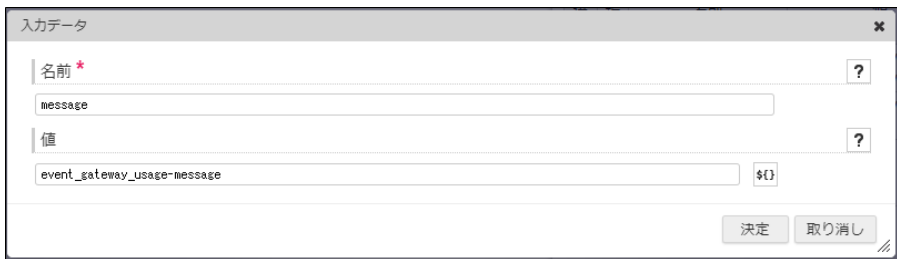 入力データ
名前*
?
message
値
?
event_gateway_usage-message
${}
決定 取り消し